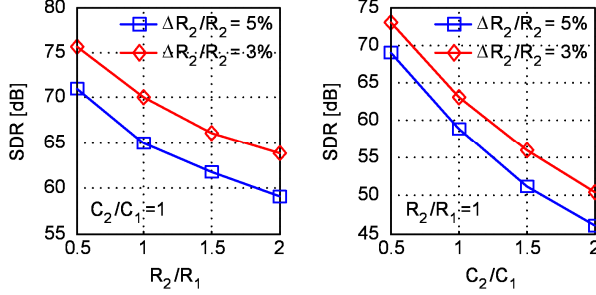 80
75
70
65
60
55
SDR [dB]
ΔR₂/R₂ = 5%
ΔR₂/R₂ = 3%
C₂/C₁=1
0.5 1 1.5 2
R₂/R₁
75
70
65
60
55
50
45
SDR [dB]
ΔR₂/R₂ = 5%
ΔR₂/R₂ = 3%
R₂/R₁=1
0.5 1 1.5 2
C₂/C₁